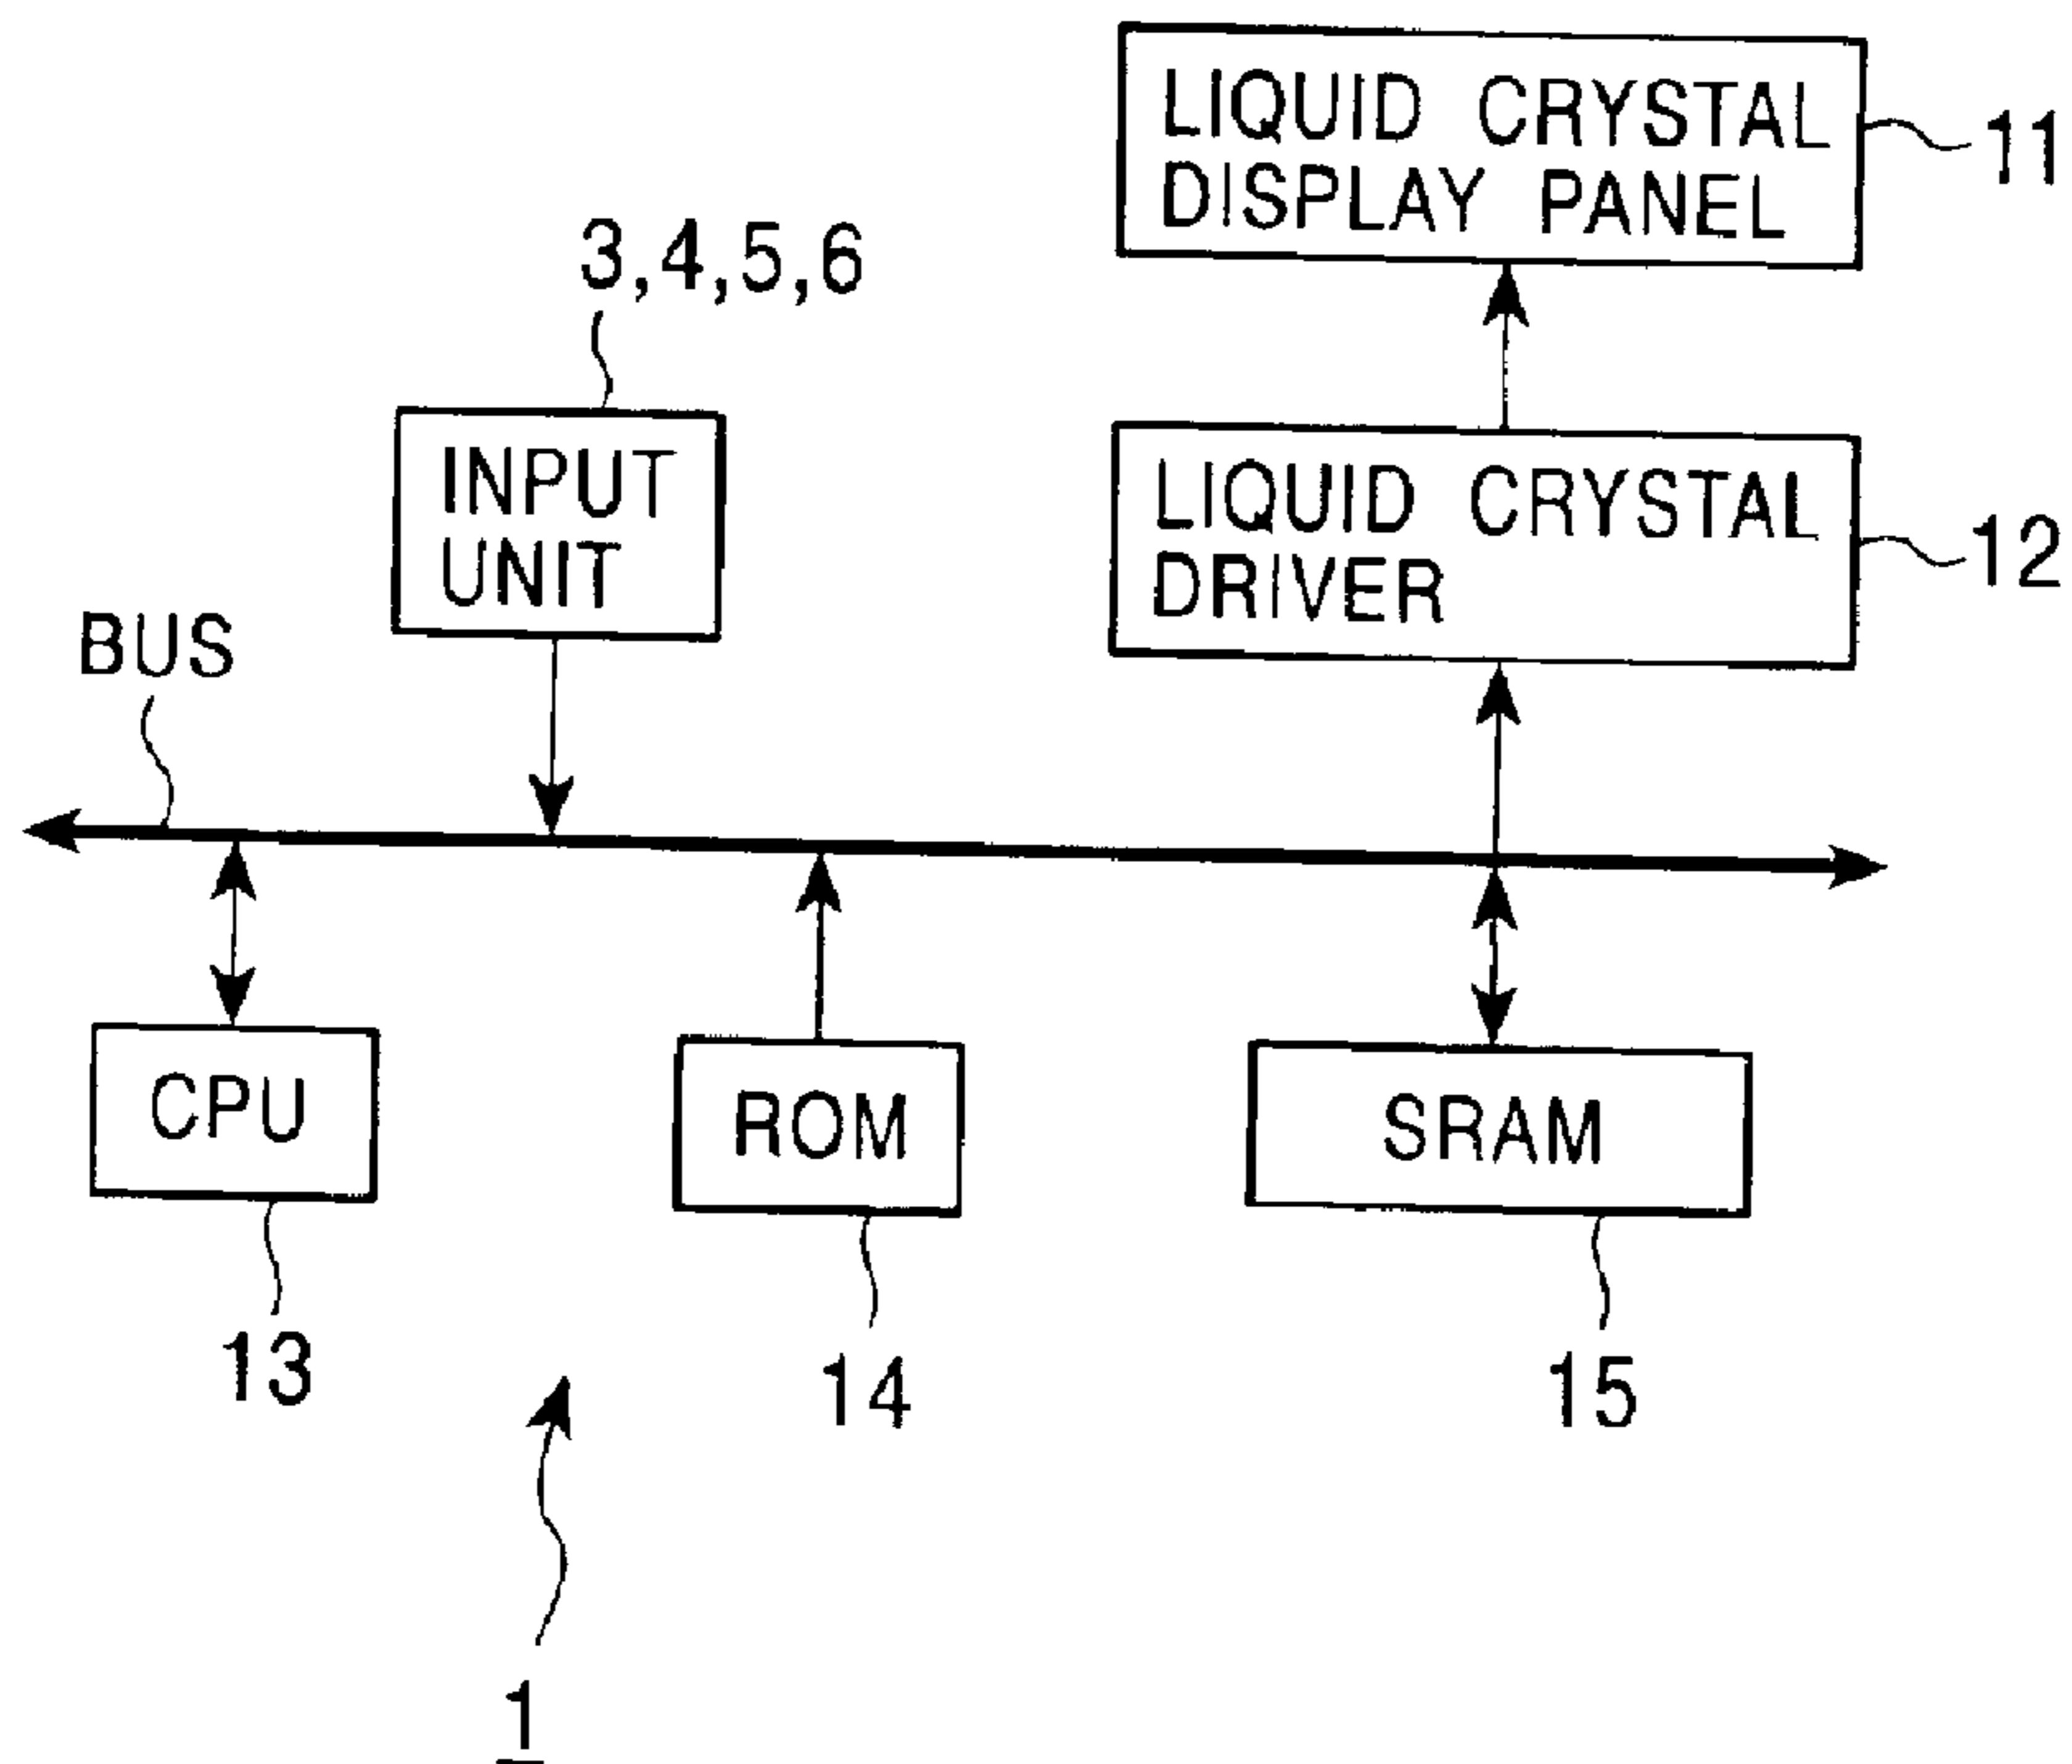 LIQUID CRYSTAL
DISPLAY PANEL
11
3,4,5,6
INPUT
UNIT
LIQUID CRYSTAL
DRIVER
12
BUS
CPU
ROM
SRAM
13
14
15
1